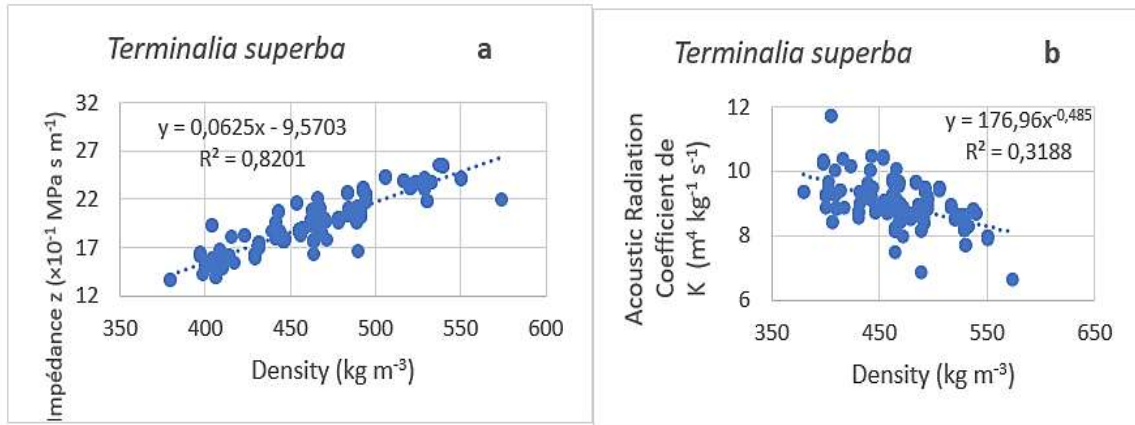 Terminalia superba a
Impédance z (×10⁻¹ MPa s m⁻¹)
32
27
22
17
12
y = 0,0625x - 9,5703
R² = 0,8201
350 400 450 500 550 600
Density (kg m⁻³)
Terminalia superba b
Acoustic Radiation
Coefficient de
K (m⁴ kg⁻¹ s⁻¹)
12
10
8
6
y = 176,96x⁻⁰,⁴⁸⁵
R² = 0,3188
350 450 550 650
Density (kg m⁻³)